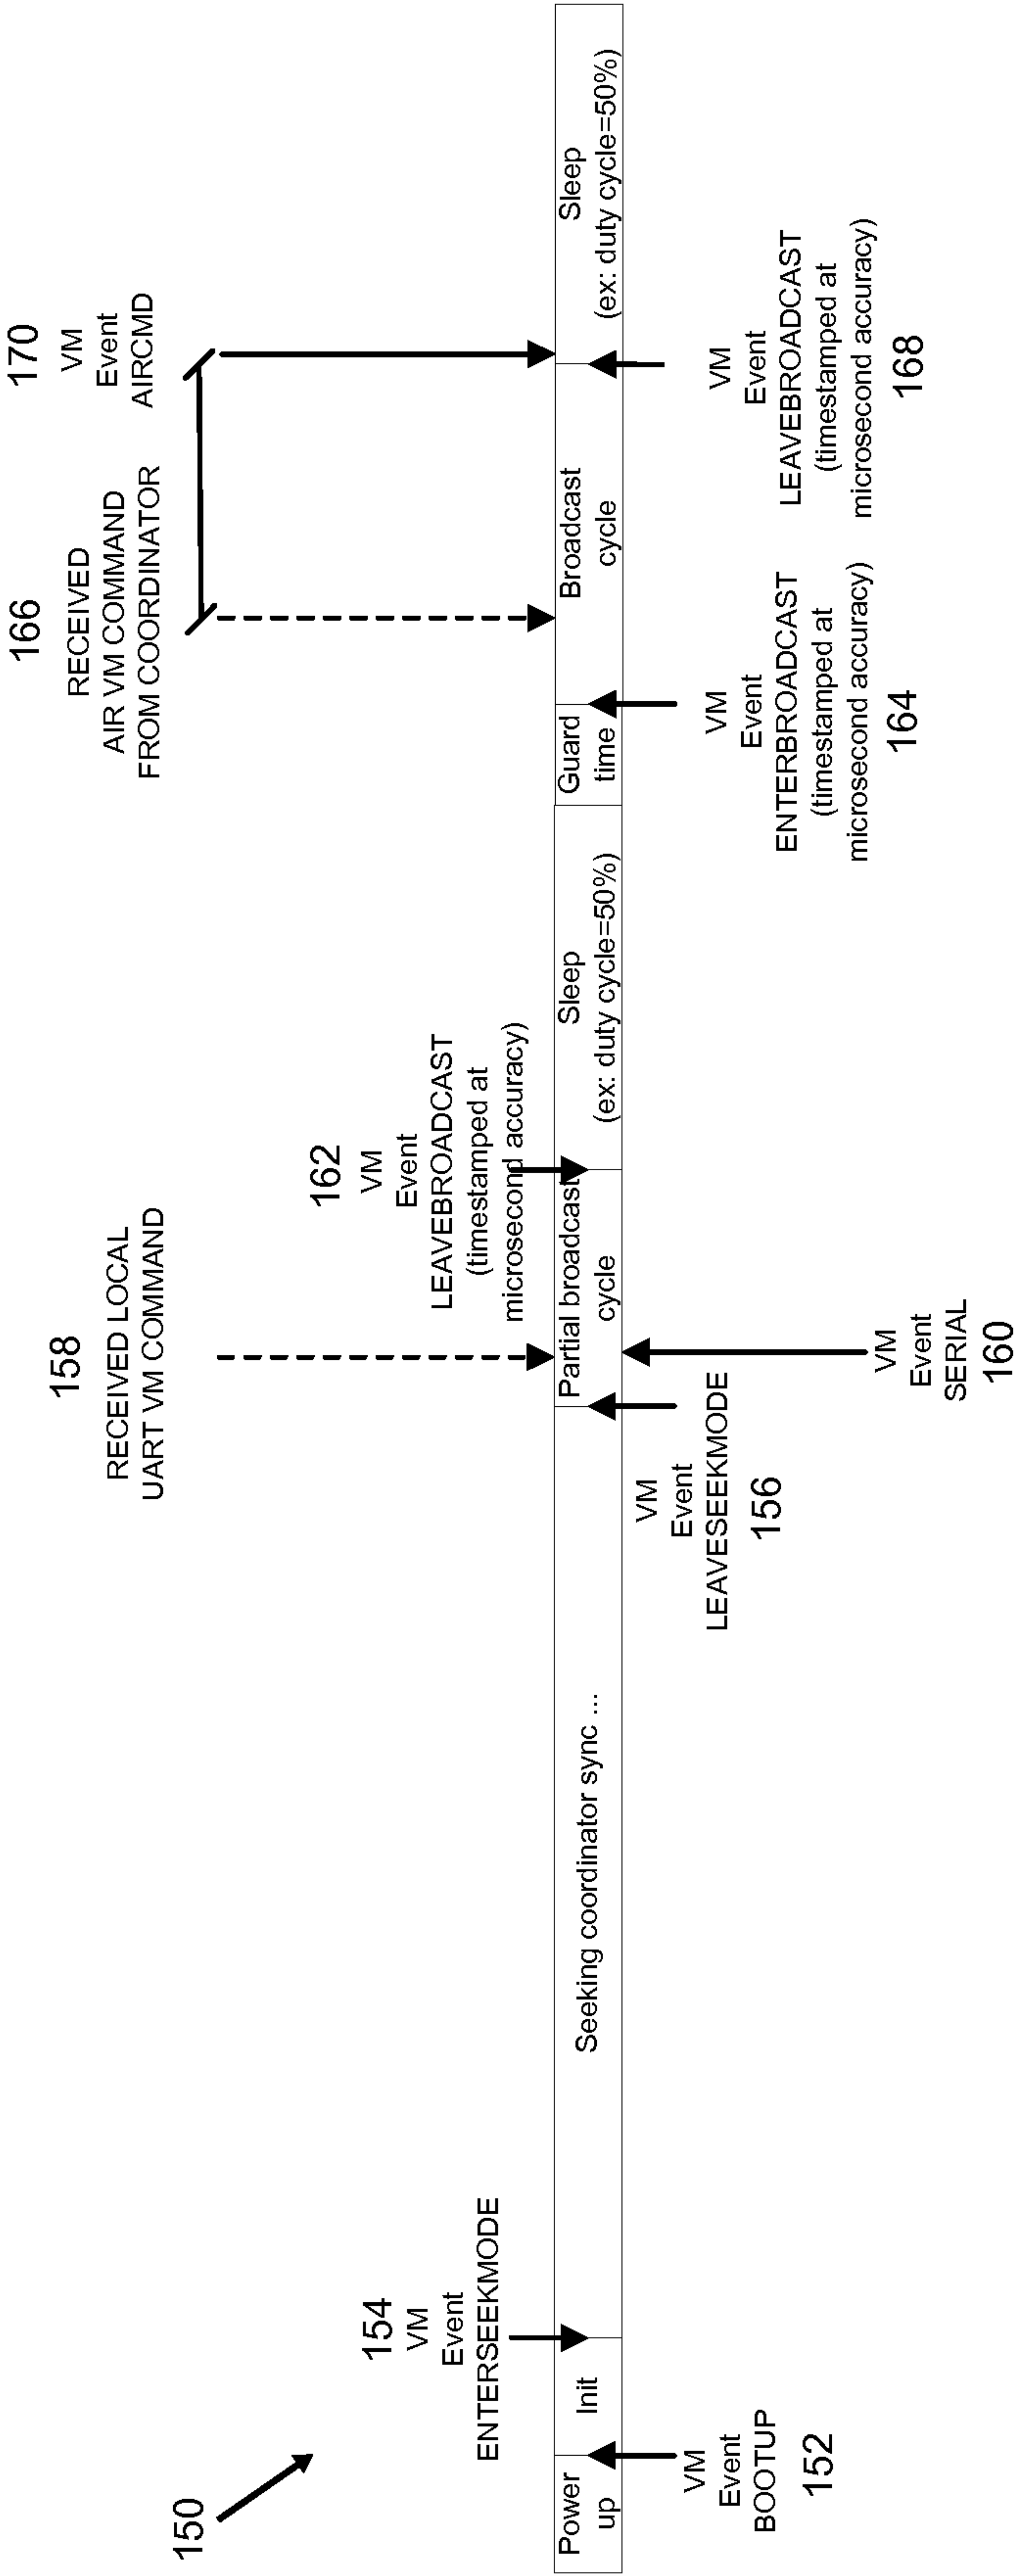 150
152
VM
Event
BOOTUP
154
VM
Event
ENTERSEEKMODE
156
VM
Event
LEAVESEEKMODE
158
RECEIVED LOCAL
UART VM COMMAND
VM
Event
SERIAL
160
162
VM
Event
LEAVEBROADCAST
(timestamped at
microsecond accuracy)
VM
Event
ENTERBROADCAST
(timestamped at
microsecond accuracy)
164
166
RECEIVED
AIR VM COMMAND
FROM COORDINATOR
170
VM
Event
AIRCMD
VM
Event
LEAVEBROADCAST
(timestamped at
microsecond accuracy)
168
Power
up
Init
Seeking coordinator sync ...
Partial broadcast
cycle
Sleep
(ex: duty cycle=50%)
Guard
time
Broadcast
cycle
Sleep
(ex: duty cycle=50%)